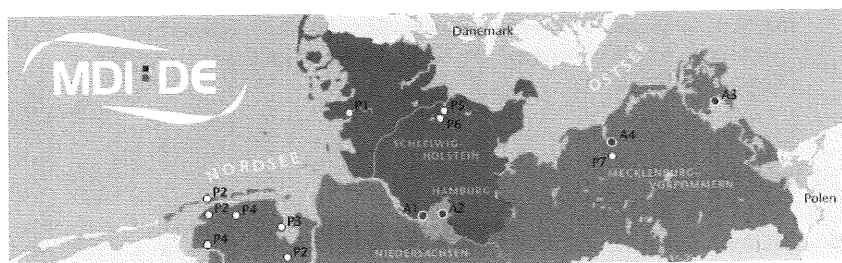 Dänemark
MDI:DE
NORDSEE
OSTSEE
P1
P5
P6
A3
A4
P7
SCHLESWIG
HOLSTEIN
MECKLENBURG-
VORPOMMERN
HAMBURG
Polen
P2
P2
P4
P3
A1
A2
P4
P2
NIEDERSACHSEN